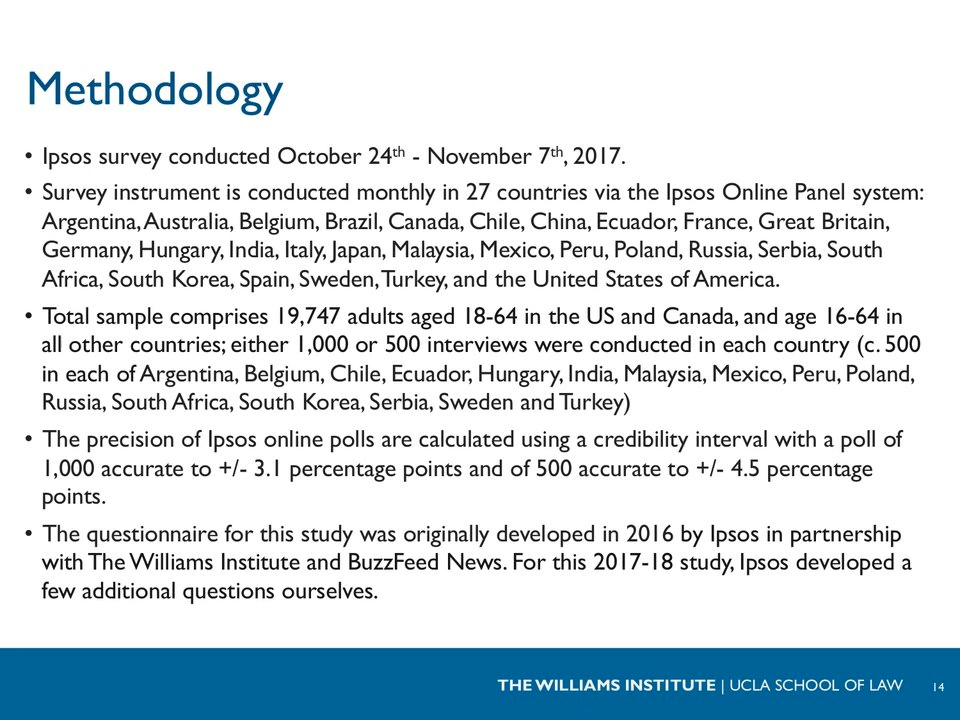 Methodology
• Ipsos survey conducted October 24th - November 7th, 2017.
• Survey instrument is conducted monthly in 27 countries via the Ipsos Online Panel system:
Argentina, Australia, Belgium, Brazil, Canada, Chile, China, Ecuador, France, Great Britain,
Germany, Hungary, India, Italy, Japan, Malaysia, Mexico, Peru, Poland, Russia, Serbia, South
Africa, South Korea, Spain, Sweden, Turkey, and the United States of America.
• Total sample comprises 19,747 adults aged 18-64 in the US and Canada, and age 16-64 in
all other countries; either 1,000 or 500 interviews were conducted in each country (c. 500
in each of Argentina, Belgium, Chile, Ecuador, Hungary, India, Malaysia, Mexico, Peru, Poland,
Russia, South Africa, South Korea, Serbia, Sweden and Turkey)
• The precision of Ipsos online polls are calculated using a credibility interval with a poll of
1,000 accurate to +/- 3.1 percentage points and of 500 accurate to +/- 4.5 percentage
points.
• The questionnaire for this study was originally developed in 2016 by Ipsos in partnership
with The Williams Institute and BuzzFeed News. For this 2017-18 study, Ipsos developed a
few additional questions ourselves.
THE WILLIAMS INSTITUTE | UCLA SCHOOL OF LAW 14